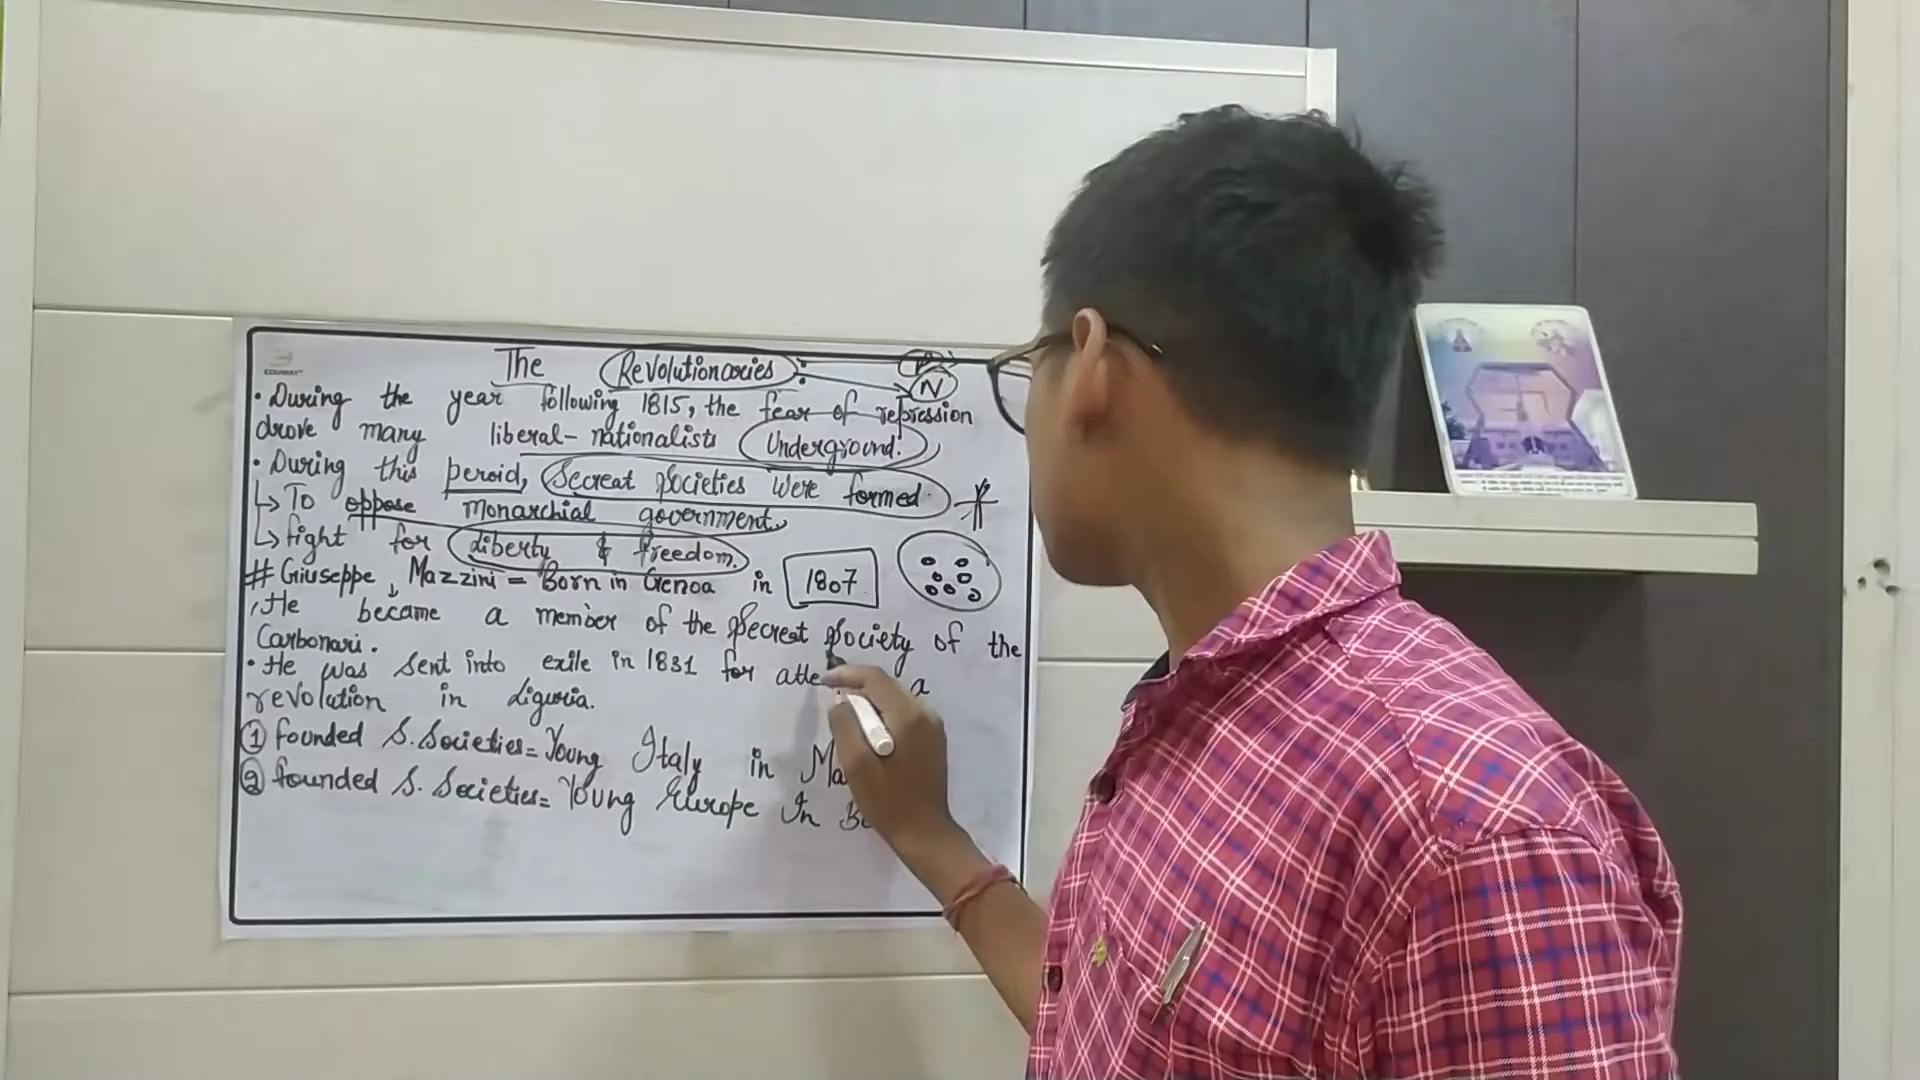 The Revolutionaries :
N
• During the year following 1815, the fear of repression
drove many liberal-nationalists Underground.
• During this peroid, Secreat Societies were formed.
↳ To oppose monarchial government
↳ fight for Liberty & freedom.
# Giuseppe Mazzini = Born in Genoa in 1807
• He became a member of the Secreat Society of the
Carbonari.
• He was sent into exile in 1831 for a
revolution in Liguria.
① founded S. Societies = Young Italy in
② founded S. Societies = Young Europe In